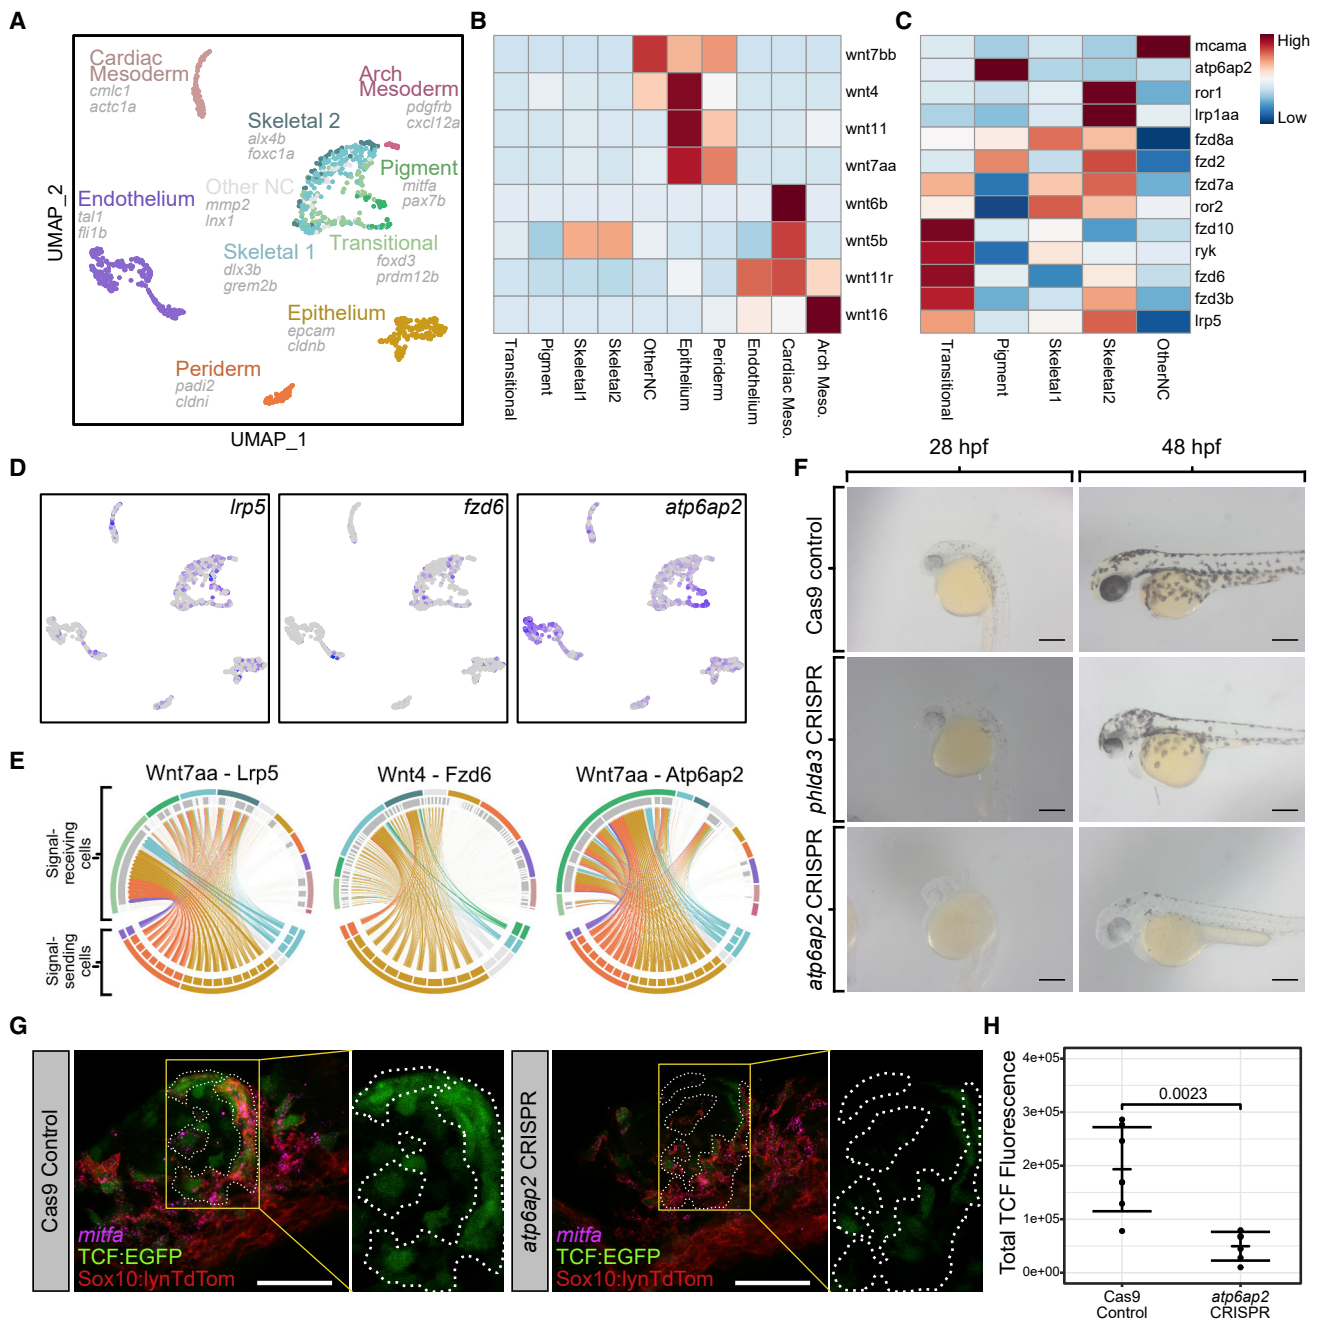 A
Cardiac
Mesoderm
cmlc1
actc1a
Arch
Mesoderm
pdgfrb
cxcl12a
Skeletal 2
alx4b
foxc1a
Pigment
mitfa
pax7b
Other NC
mmp2
lnx1
Endothelium
tal1
fli1b
Skeletal 1
dlx3b
grem2b
Transitional
foxd3
prdm12b
Epithelium
epcam
cldnb
Periderm
padi2
cldni
UMAP_2
UMAP_1
B
wnt7bb
wnt4
wnt11
wnt7aa
wnt6b
wnt5b
wnt11r
wnt16
Transitional
Pigment
Skeletal1
Skeletal2
OtherNC
Epithelium
Periderm
Endothelium
Cardiac Meso.
Arch Meso.
C
mcama
atp6ap2
ror1
lrp1aa
fzd8a
fzd2
fzd7a
ror2
fzd10
ryk
fzd6
fzd3b
lrp5
High
Low
Transitional
Pigment
Skeletal1
Skeletal2
OtherNC
D
lrp5
fzd6
atp6ap2
E
Wnt7aa - Lrp5
Wnt4 - Fzd6
Wnt7aa - Atp6ap2
Signal-
receiving
cells
Signal-
sending
cells
F
28 hpf
48 hpf
Cas9 control
phlda3 CRISPR
atp6ap2 CRISPR
G
Cas9 Control
mitfa
TCF:EGFP
Sox10:lynTdTom
atp6ap2 CRISPR
mitfa
TCF:EGFP
Sox10:lynTdTom
H
Total TCF Fluorescence
4e+05
3e+05
2e+05
1e+05
0e+00
0.0023
Cas9
Control
atp6ap2
CRISPR